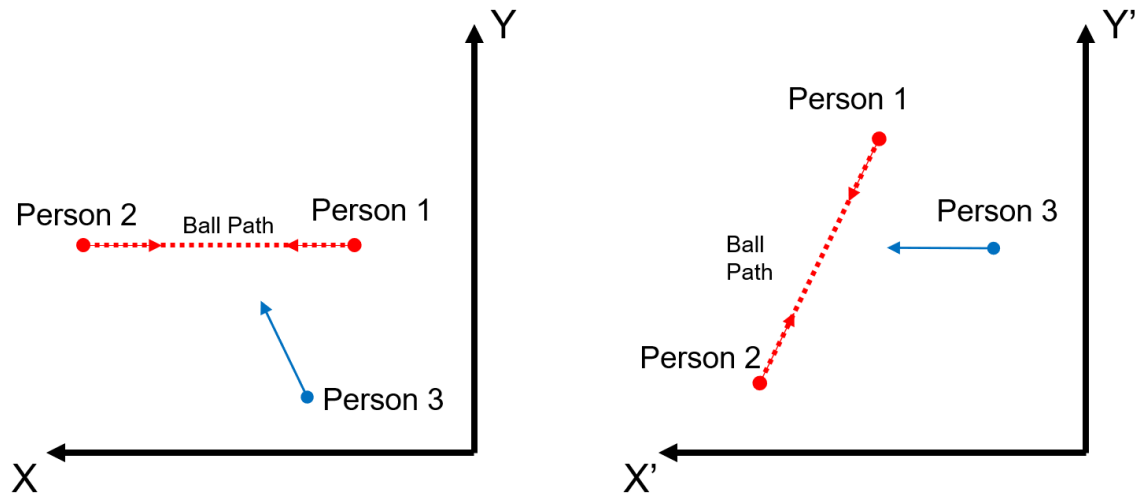 Y
Person 2
Ball Path
Person 1
Person 3
X
Y’
Person 1
Person 3
Ball
Path
Person 2
X’